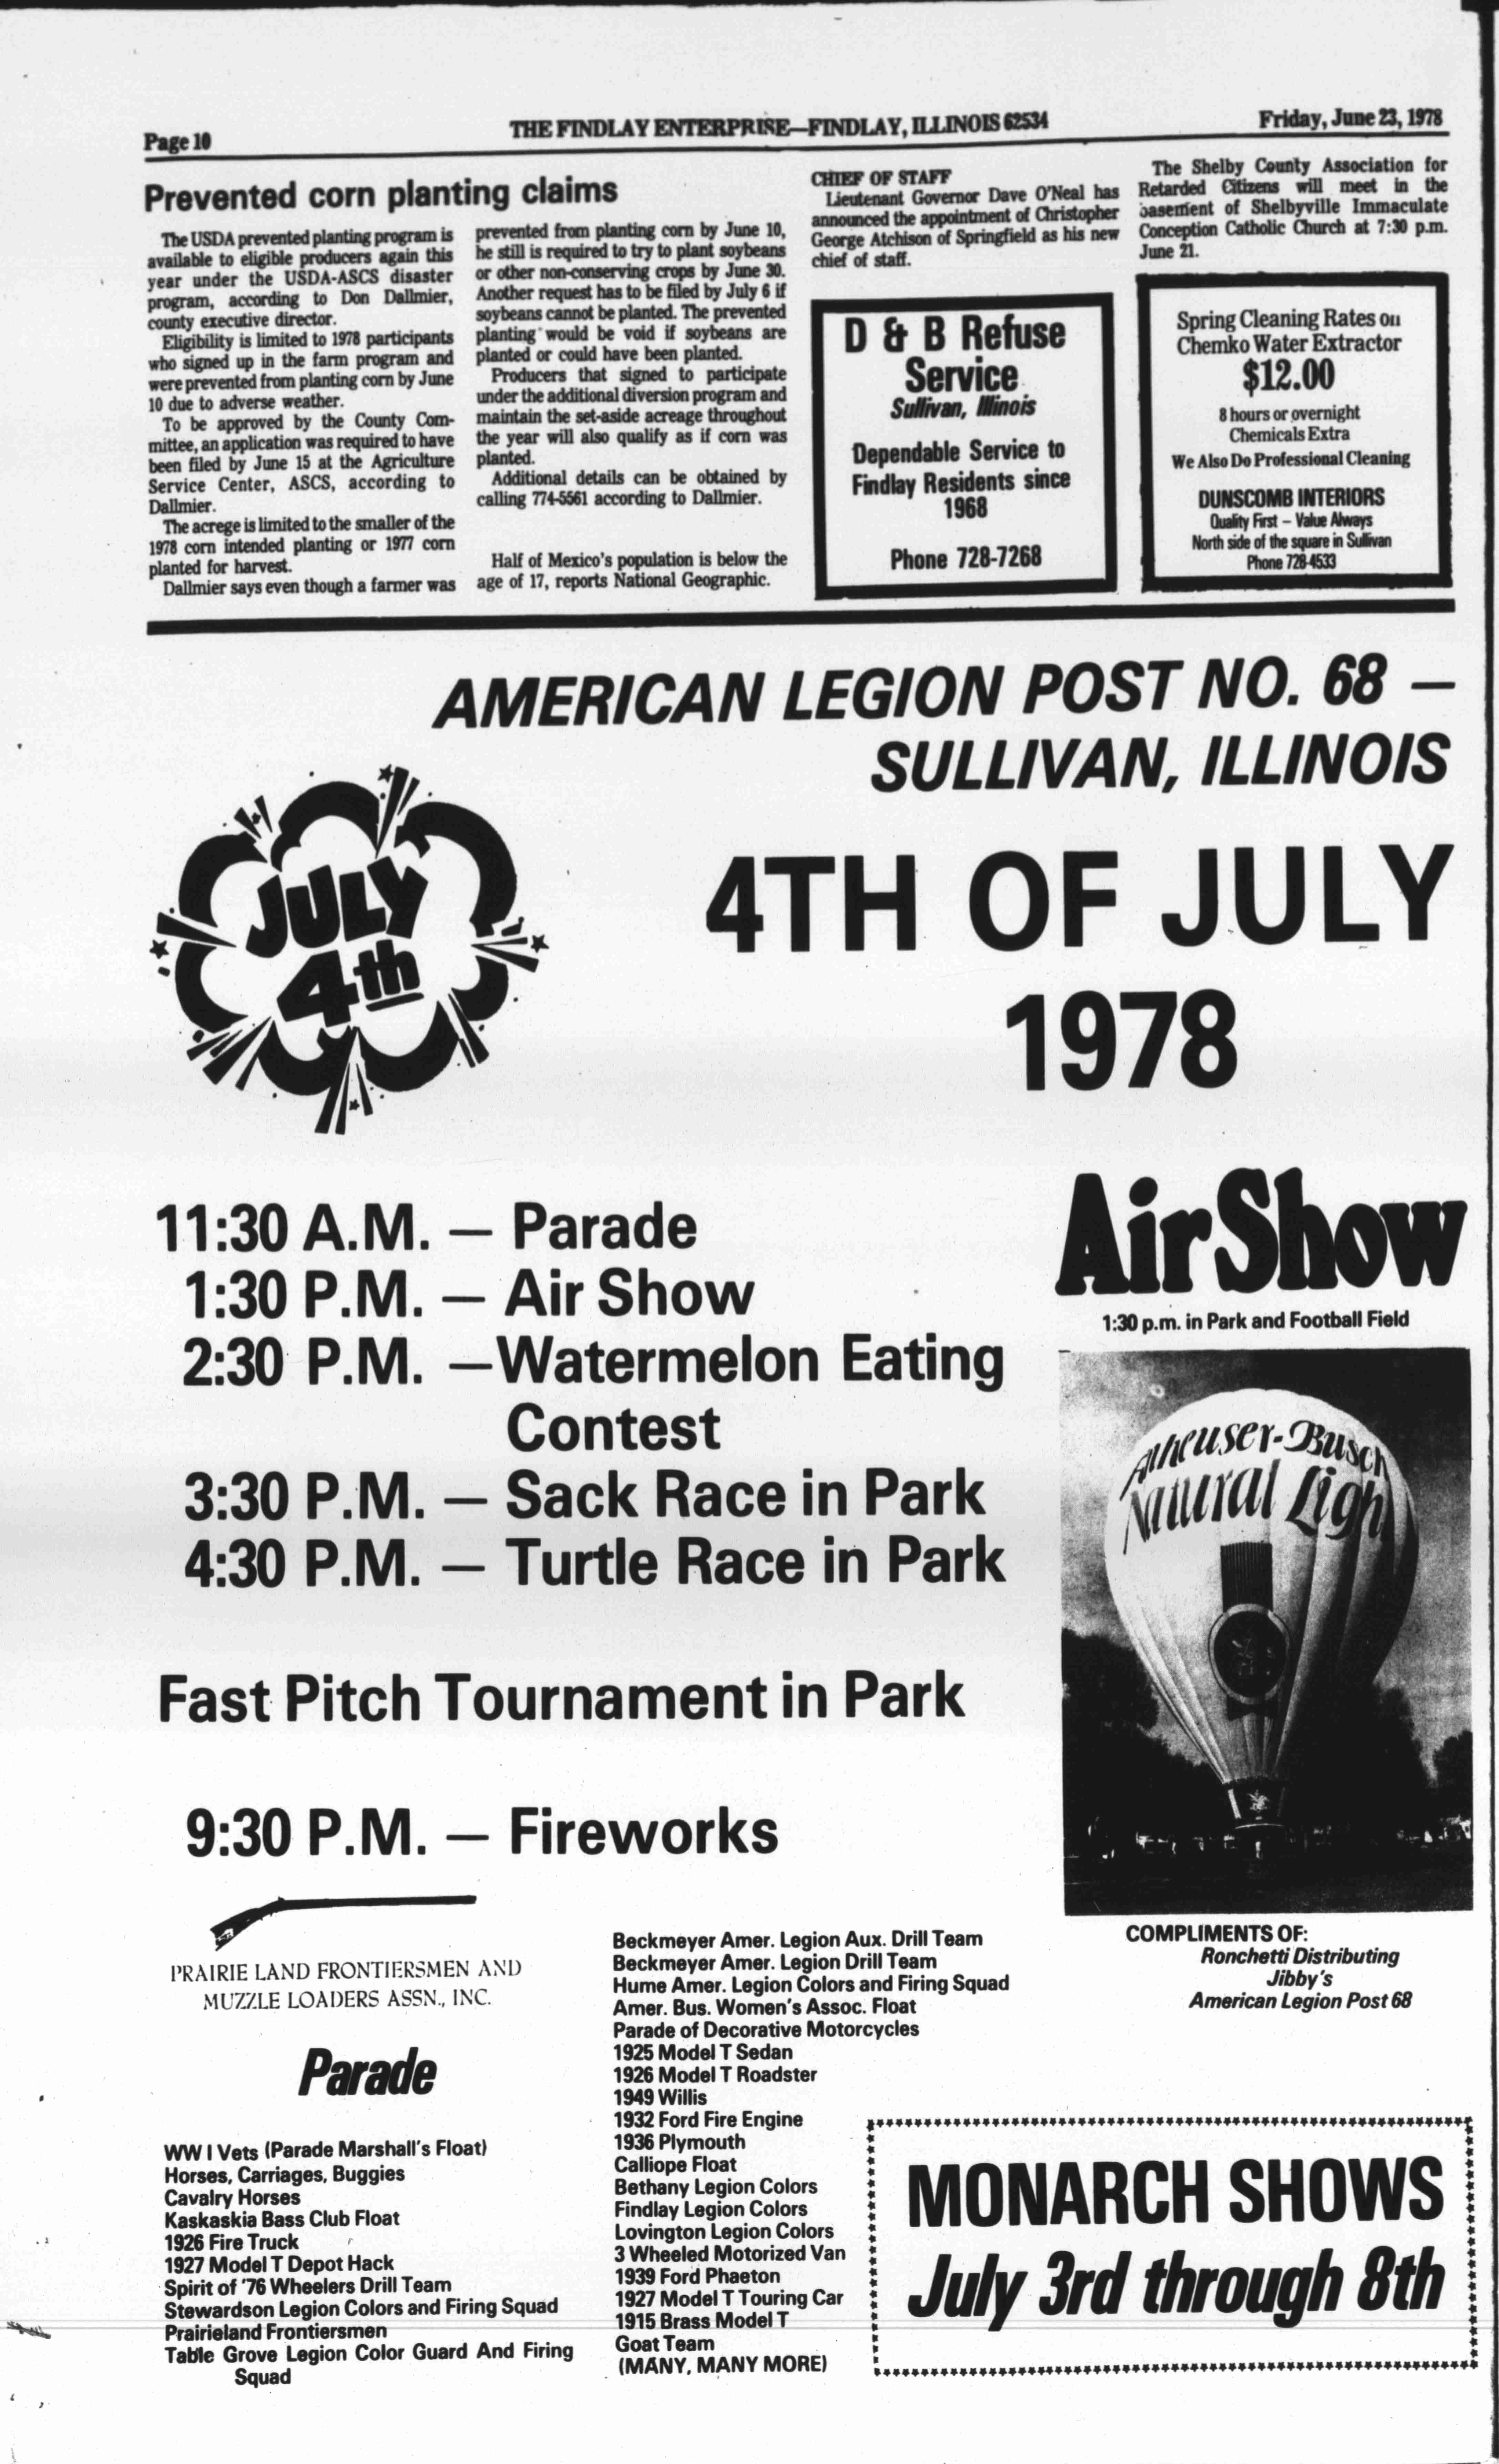 Page 10
THE FINDLAY ENTERPRISE—FINDLAY, ILLINOIS 62534
Friday, June 23, 1978
Prevented corn planting claims
The USDA prevented planting program is
available to eligible producers again this
year under the USDA-ASCS disaster
program, according to Don Dallmier,
county executive director.
Eligibility is limited to 1978 participants
who signed up in the farm program and
were prevented from planting corn by June
10 due to adverse weather.
To be approved by the County Com-
mittee, an application was required to have
been filed by June 15 at the Agriculture
Service Center, ASCS, according to
Dallmier.
The acrege is limited to the smaller of the
1978 corn intended planting or 1977 corn
planted for harvest.
Dallmier says even though a farmer was
prevented from planting corn by June 10,
he still is required to try to plant soybeans
or other non-conserving crops by June 30.
Another request has to be filed by July 6 if
soybeans cannot be planted. The prevented
planting would be void if soybeans are
planted or could have been planted.
Producers that signed to participate
under the additional diversion program and
maintain the set-aside acreage throughout
the year will also qualify as if corn was
planted.
Additional details can be obtained by
calling 774-5561 according to Dallmier.
Half of Mexico's population is below the
age of 17, reports National Geographic.
CHIEF OF STAFF
Lieutenant Governor Dave O'Neal has
announced the appointment of Christopher
George Atchison of Springfield as his new
chief of staff.
The Shelby County Association for
Retarded Citizens will meet in the
basement of Shelbyville Immaculate
Conception Catholic Church at 7:30 p.m.
June 21.
D & B Refuse
Service
Sullivan, Illinois
Dependable Service to
Findlay Residents since
1968
Phone 728-7268
Spring Cleaning Rates on
Chemko Water Extractor
$12.00
8 hours or overnight
Chemicals Extra
We Also Do Professional Cleaning
DUNSCOMB INTERIORS
Quality First – Value Always
North side of the square in Sullivan
Phone 728-4533
AMERICAN LEGION POST NO. 68 —
SULLIVAN, ILLINOIS
JULY
4th
4TH OF JULY
1978
11:30 A.M. — Parade
1:30 P.M. — Air Show
2:30 P.M. —Watermelon Eating
Contest
3:30 P.M. — Sack Race in Park
4:30 P.M. — Turtle Race in Park
Fast Pitch Tournament in Park
9:30 P.M. — Fireworks
Air Show
1:30 p.m. in Park and Football Field
Anheuser-Busch
Natural Ligh
COMPLIMENTS OF:
Ronchetti Distributing
Jibby's
American Legion Post 68
PRAIRIE LAND FRONTIERSMEN AND
MUZZLE LOADERS ASSN., INC.
Parade
WW I Vets (Parade Marshall's Float)
Horses, Carriages, Buggies
Cavalry Horses
Kaskaskia Bass Club Float
1926 Fire Truck
1927 Model T Depot Hack
Spirit of '76 Wheelers Drill Team
Stewardson Legion Colors and Firing Squad
Prairieland Frontiersmen
Table Grove Legion Color Guard And Firing
Squad
Beckmeyer Amer. Legion Aux. Drill Team
Beckmeyer Amer. Legion Drill Team
Hume Amer. Legion Colors and Firing Squad
Amer. Bus. Women's Assoc. Float
Parade of Decorative Motorcycles
1925 Model T Sedan
1926 Model T Roadster
1949 Willis
1932 Ford Fire Engine
1936 Plymouth
Calliope Float
Bethany Legion Colors
Findlay Legion Colors
Lovington Legion Colors
3 Wheeled Motorized Van
1939 Ford Phaeton
1927 Model T Touring Car
1915 Brass Model T
Goat Team
(MANY, MANY MORE)
MONARCH SHOWS
July 3rd through 8th